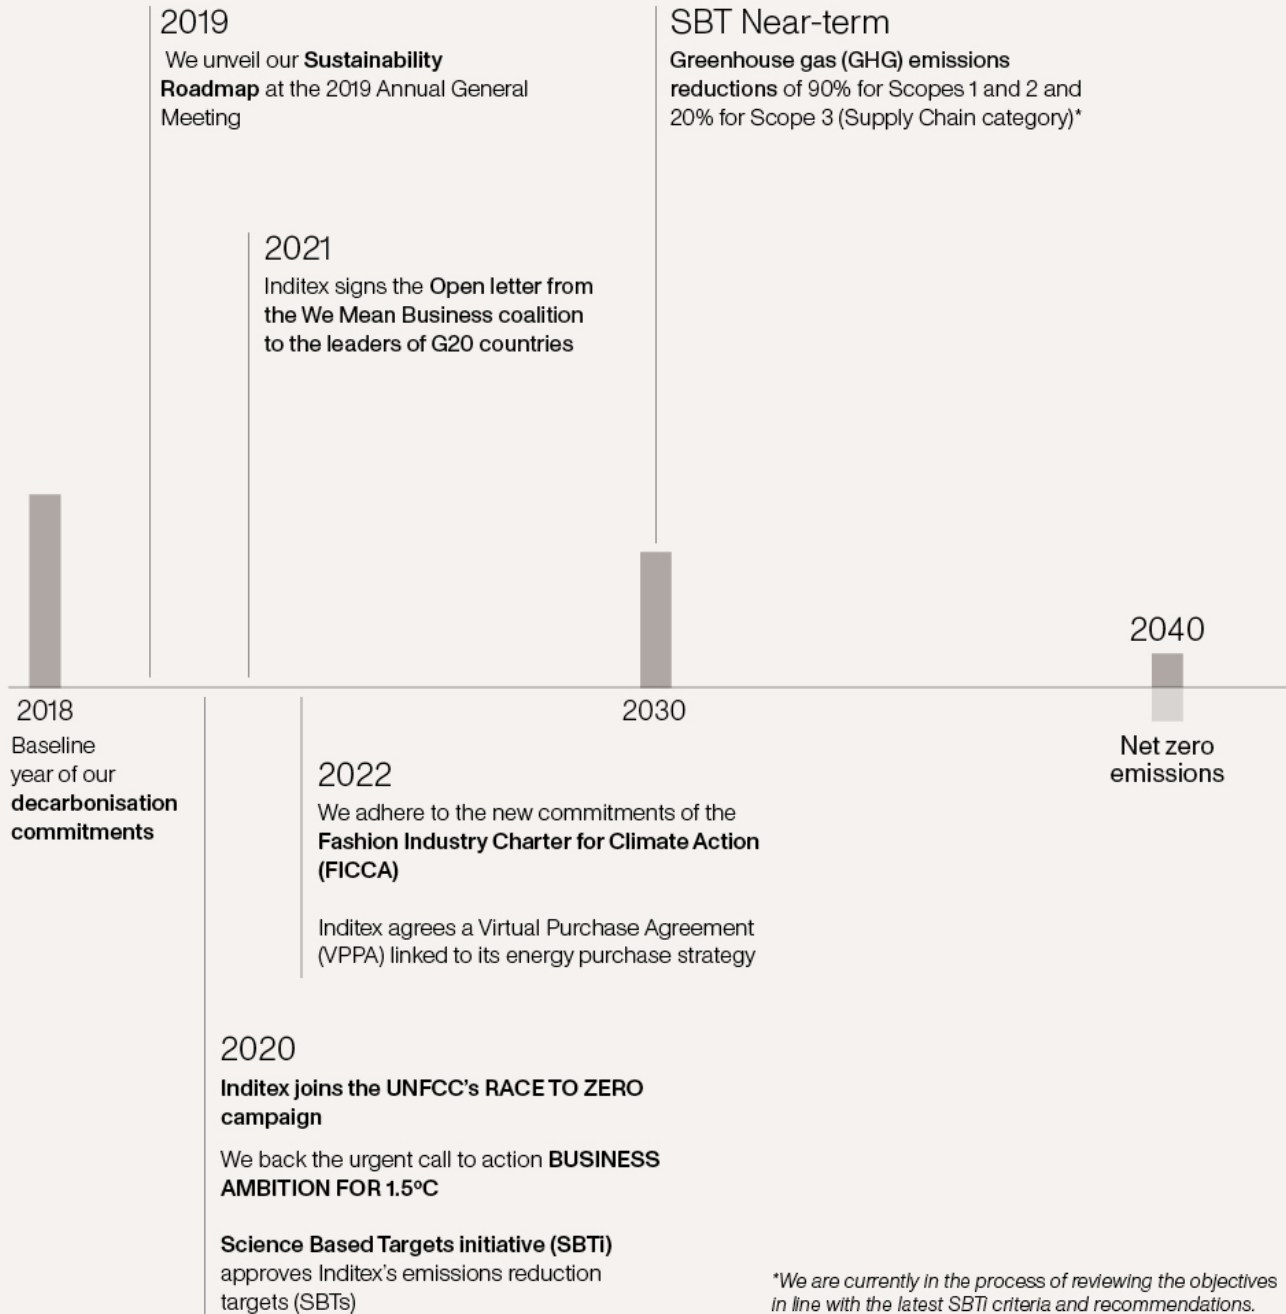 2019
We unveil our Sustainability
Roadmap at the 2019 Annual General
Meeting
SBT Near-term
Greenhouse gas (GHG) emissions
reductions of 90% for Scopes 1 and 2 and
20% for Scope 3 (Supply Chain category)*
2021
Inditex signs the Open letter from
the We Mean Business coalition
to the leaders of G20 countries
2018
Baseline
year of our
decarbonisation
commitments
2030
2040
Net zero
emissions
2022
We adhere to the new commitments of the
Fashion Industry Charter for Climate Action
(FICCA)
Inditex agrees a Virtual Purchase Agreement
(VPPA) linked to its energy purchase strategy
2020
Inditex joins the UNFCC's RACE TO ZERO
campaign
We back the urgent call to action BUSINESS
AMBITION FOR 1.5ºC
Science Based Targets initiative (SBTi)
approves Inditex's emissions reduction
targets (SBTs)
*We are currently in the process of reviewing the objectives
in line with the latest SBTi criteria and recommendations.